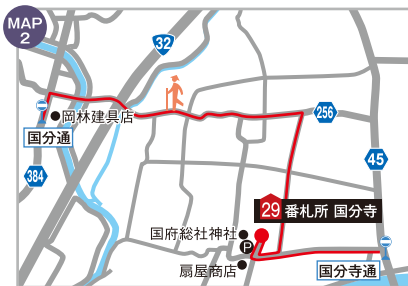 MAP
2
32
岡林建具店
国分通
384
256
45
29 番札所 国分寺
国府総社神社
P
扇屋商店
国分寺通